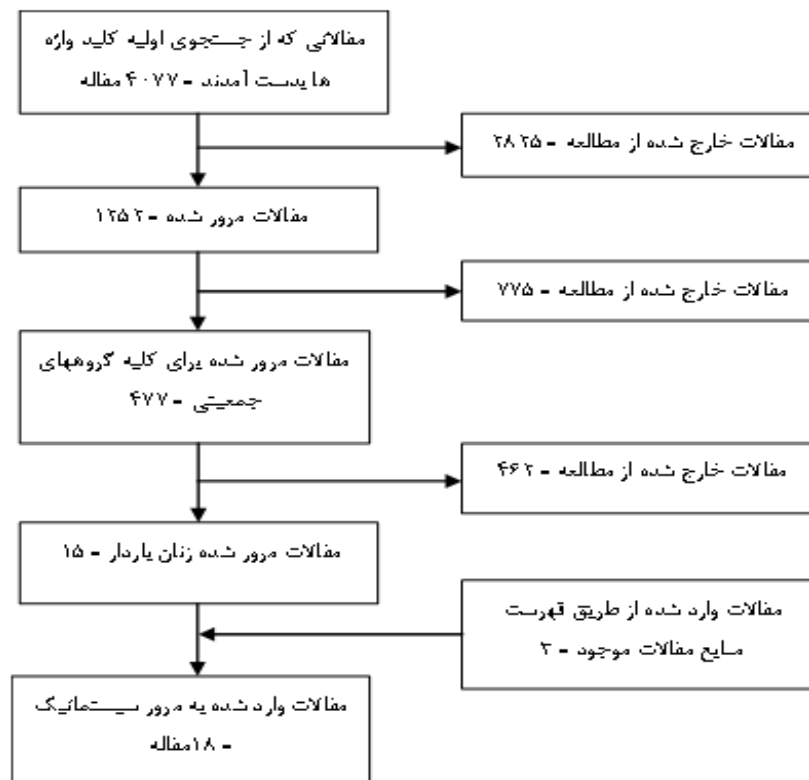 مقالاتی که از جستجوی اولیه کلید واژه
ها بدست آمدند - ۴۰۷۷ مقاله
مقالات خارج شده از مطالعه - ۲۸۲۵
مقالات مرور شده - ۱۲۵۲
مقالات خارج شده از مطالعه - ۷۷۵
مقالات مرور شده برای کلیه گروههای
جمعیتی - ۴۷۷
مقالات خارج شده از مطالعه - ۴۶۲
مقالات مرور شده زنان باردار - ۱۵
مقالات وارد شده از طریق فهرست
منابع مقالات موجود - ۳
مقالات وارد شده به مرور سیستماتیک
- ۱۸ مقاله